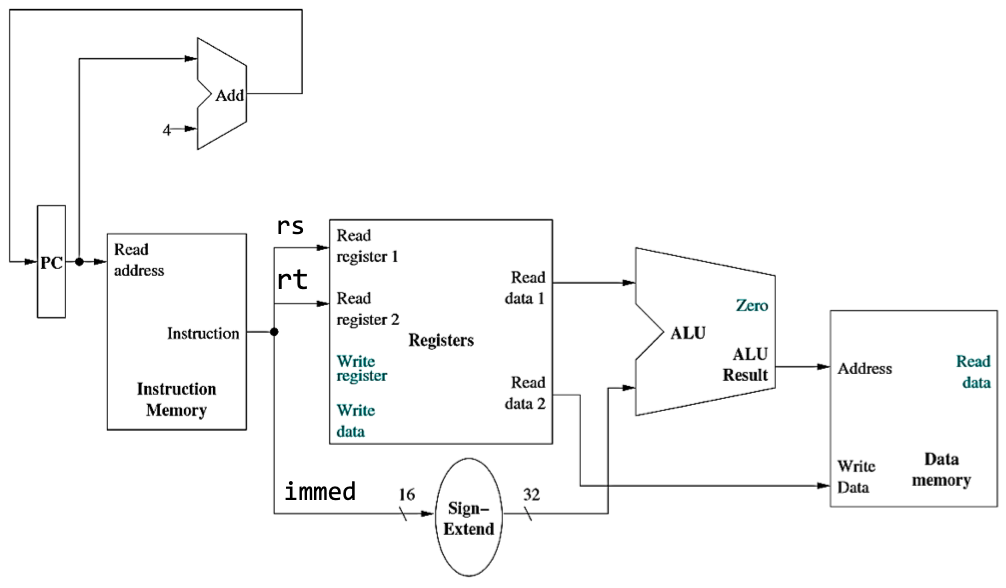 Add
4
PC
Read
address
Instruction
Instruction
Memory
rs
rt
Read
register 1
Read
register 2
Write
register
Write
data
Registers
Read
data 1
Read
data 2
immed
16
Sign–
Extend
32
Zero
ALU
ALU
Result
Address
Read
data
Write
Data
Data
memory